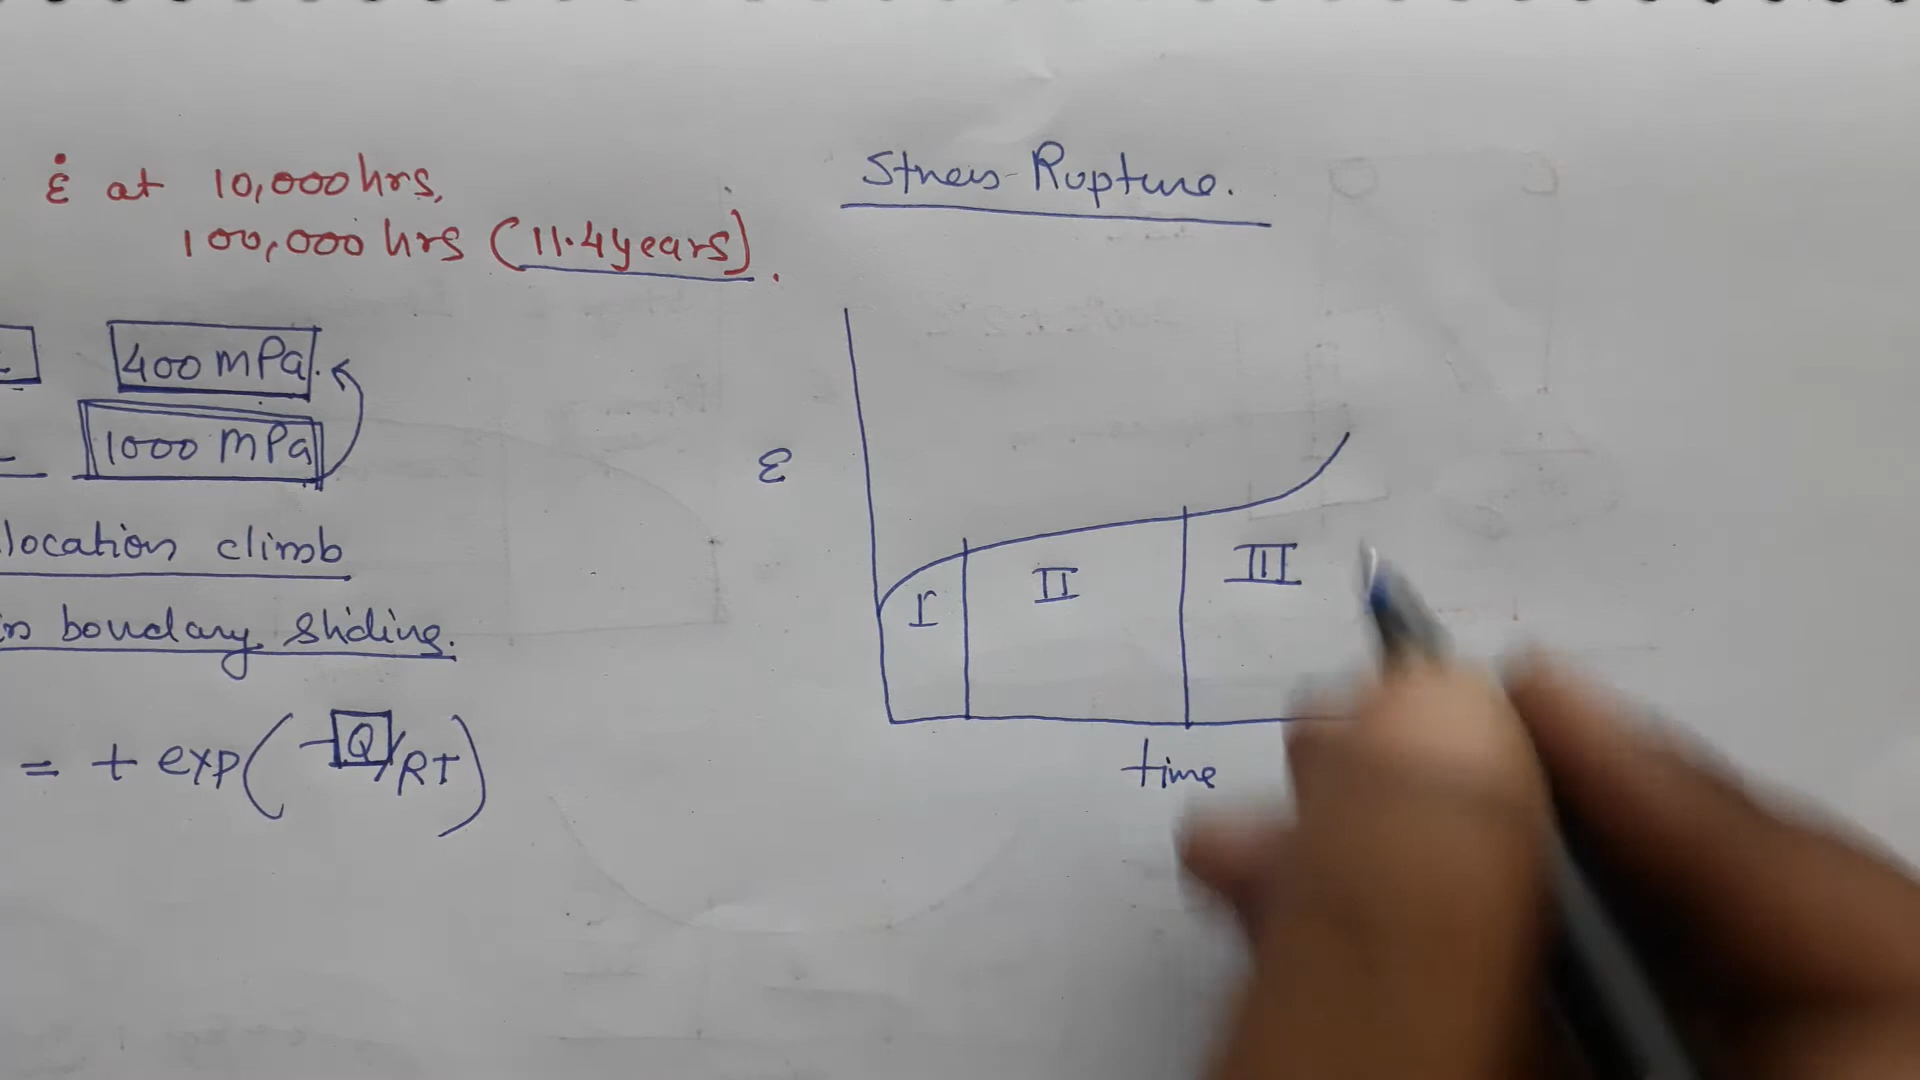 ε̇ at 10,000 hrs,
100,000 hrs (11.4 years).
400 mPa.
1000 mPa
location climb
boudary sliding.
= t exp(-Q/RT)
Stress-Rupture.
ε
I
II
III
time